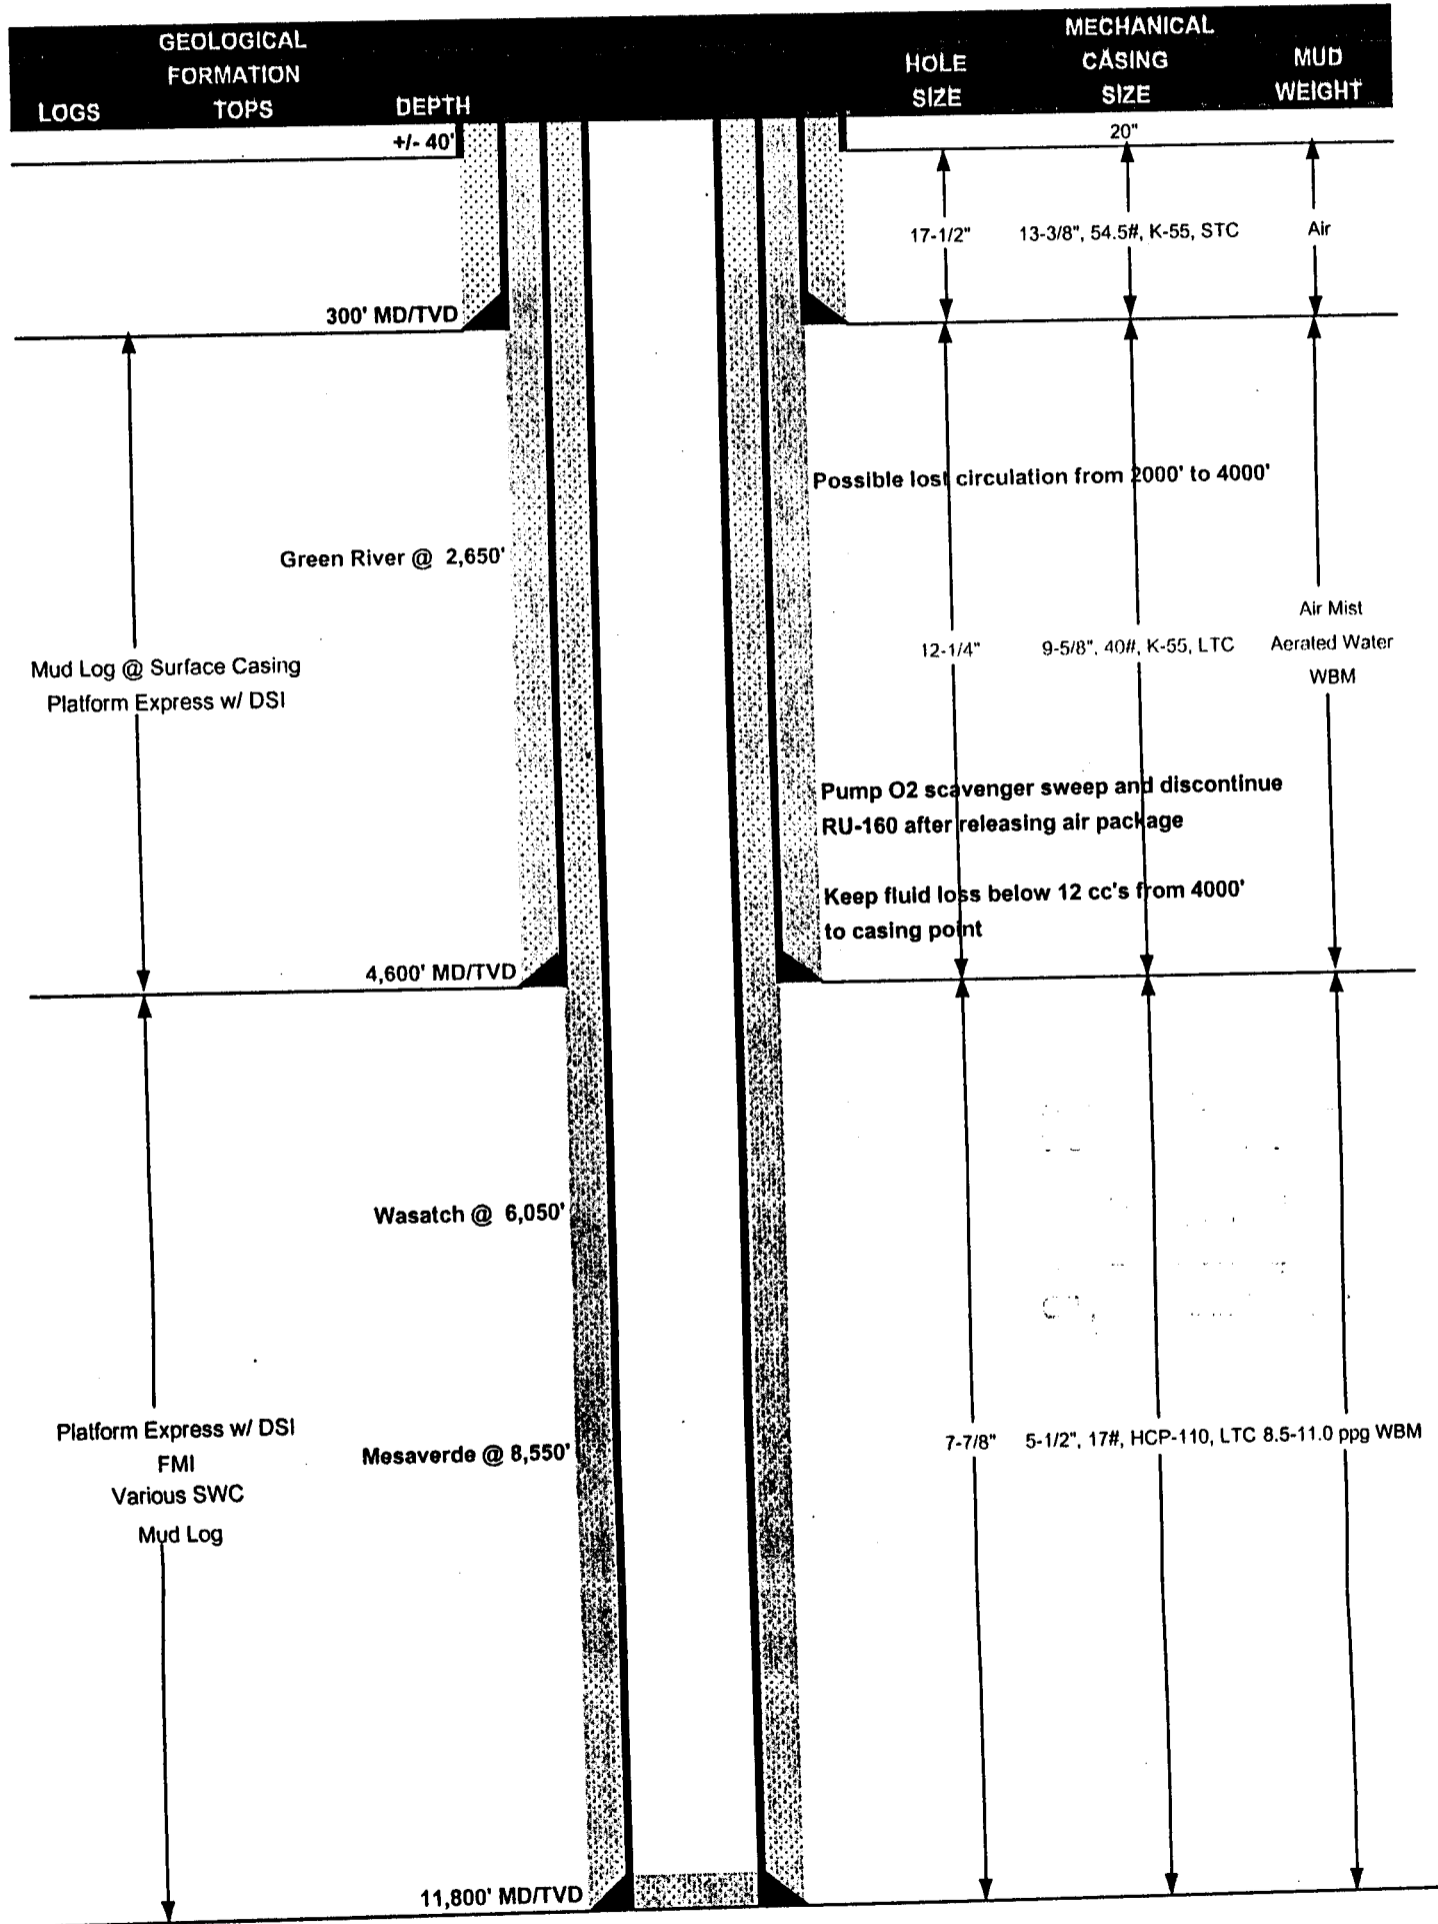 GEOLOGICAL
FORMATION
LOGS TOPS DEPTH
MECHANICAL
HOLE CASING MUD
SIZE SIZE WEIGHT
+/- 40'
20"
17-1/2" 13-3/8", 54.5#, K-55, STC Air
300' MD/TVD
Possible lost circulation from 2000' to 4000'
Green River @ 2,650'
Air Mist
12-1/4" 9-5/8", 40#, K-55, LTC Aerated Water
WBM
Mud Log @ Surface Casing
Platform Express w/ DSI
Pump O2 scavenger sweep and discontinue
RU-160 after releasing air package
Keep fluid loss below 12 cc's from 4000'
to casing point
4,600' MD/TVD
Wasatch @ 6,050'
Platform Express w/ DSI
FMI
Various SWC
Mud Log
Mesaverde @ 8,550'
7-7/8" 5-1/2", 17#, HCP-110, LTC 8.5-11.0 ppg WBM
11,800' MD/TVD